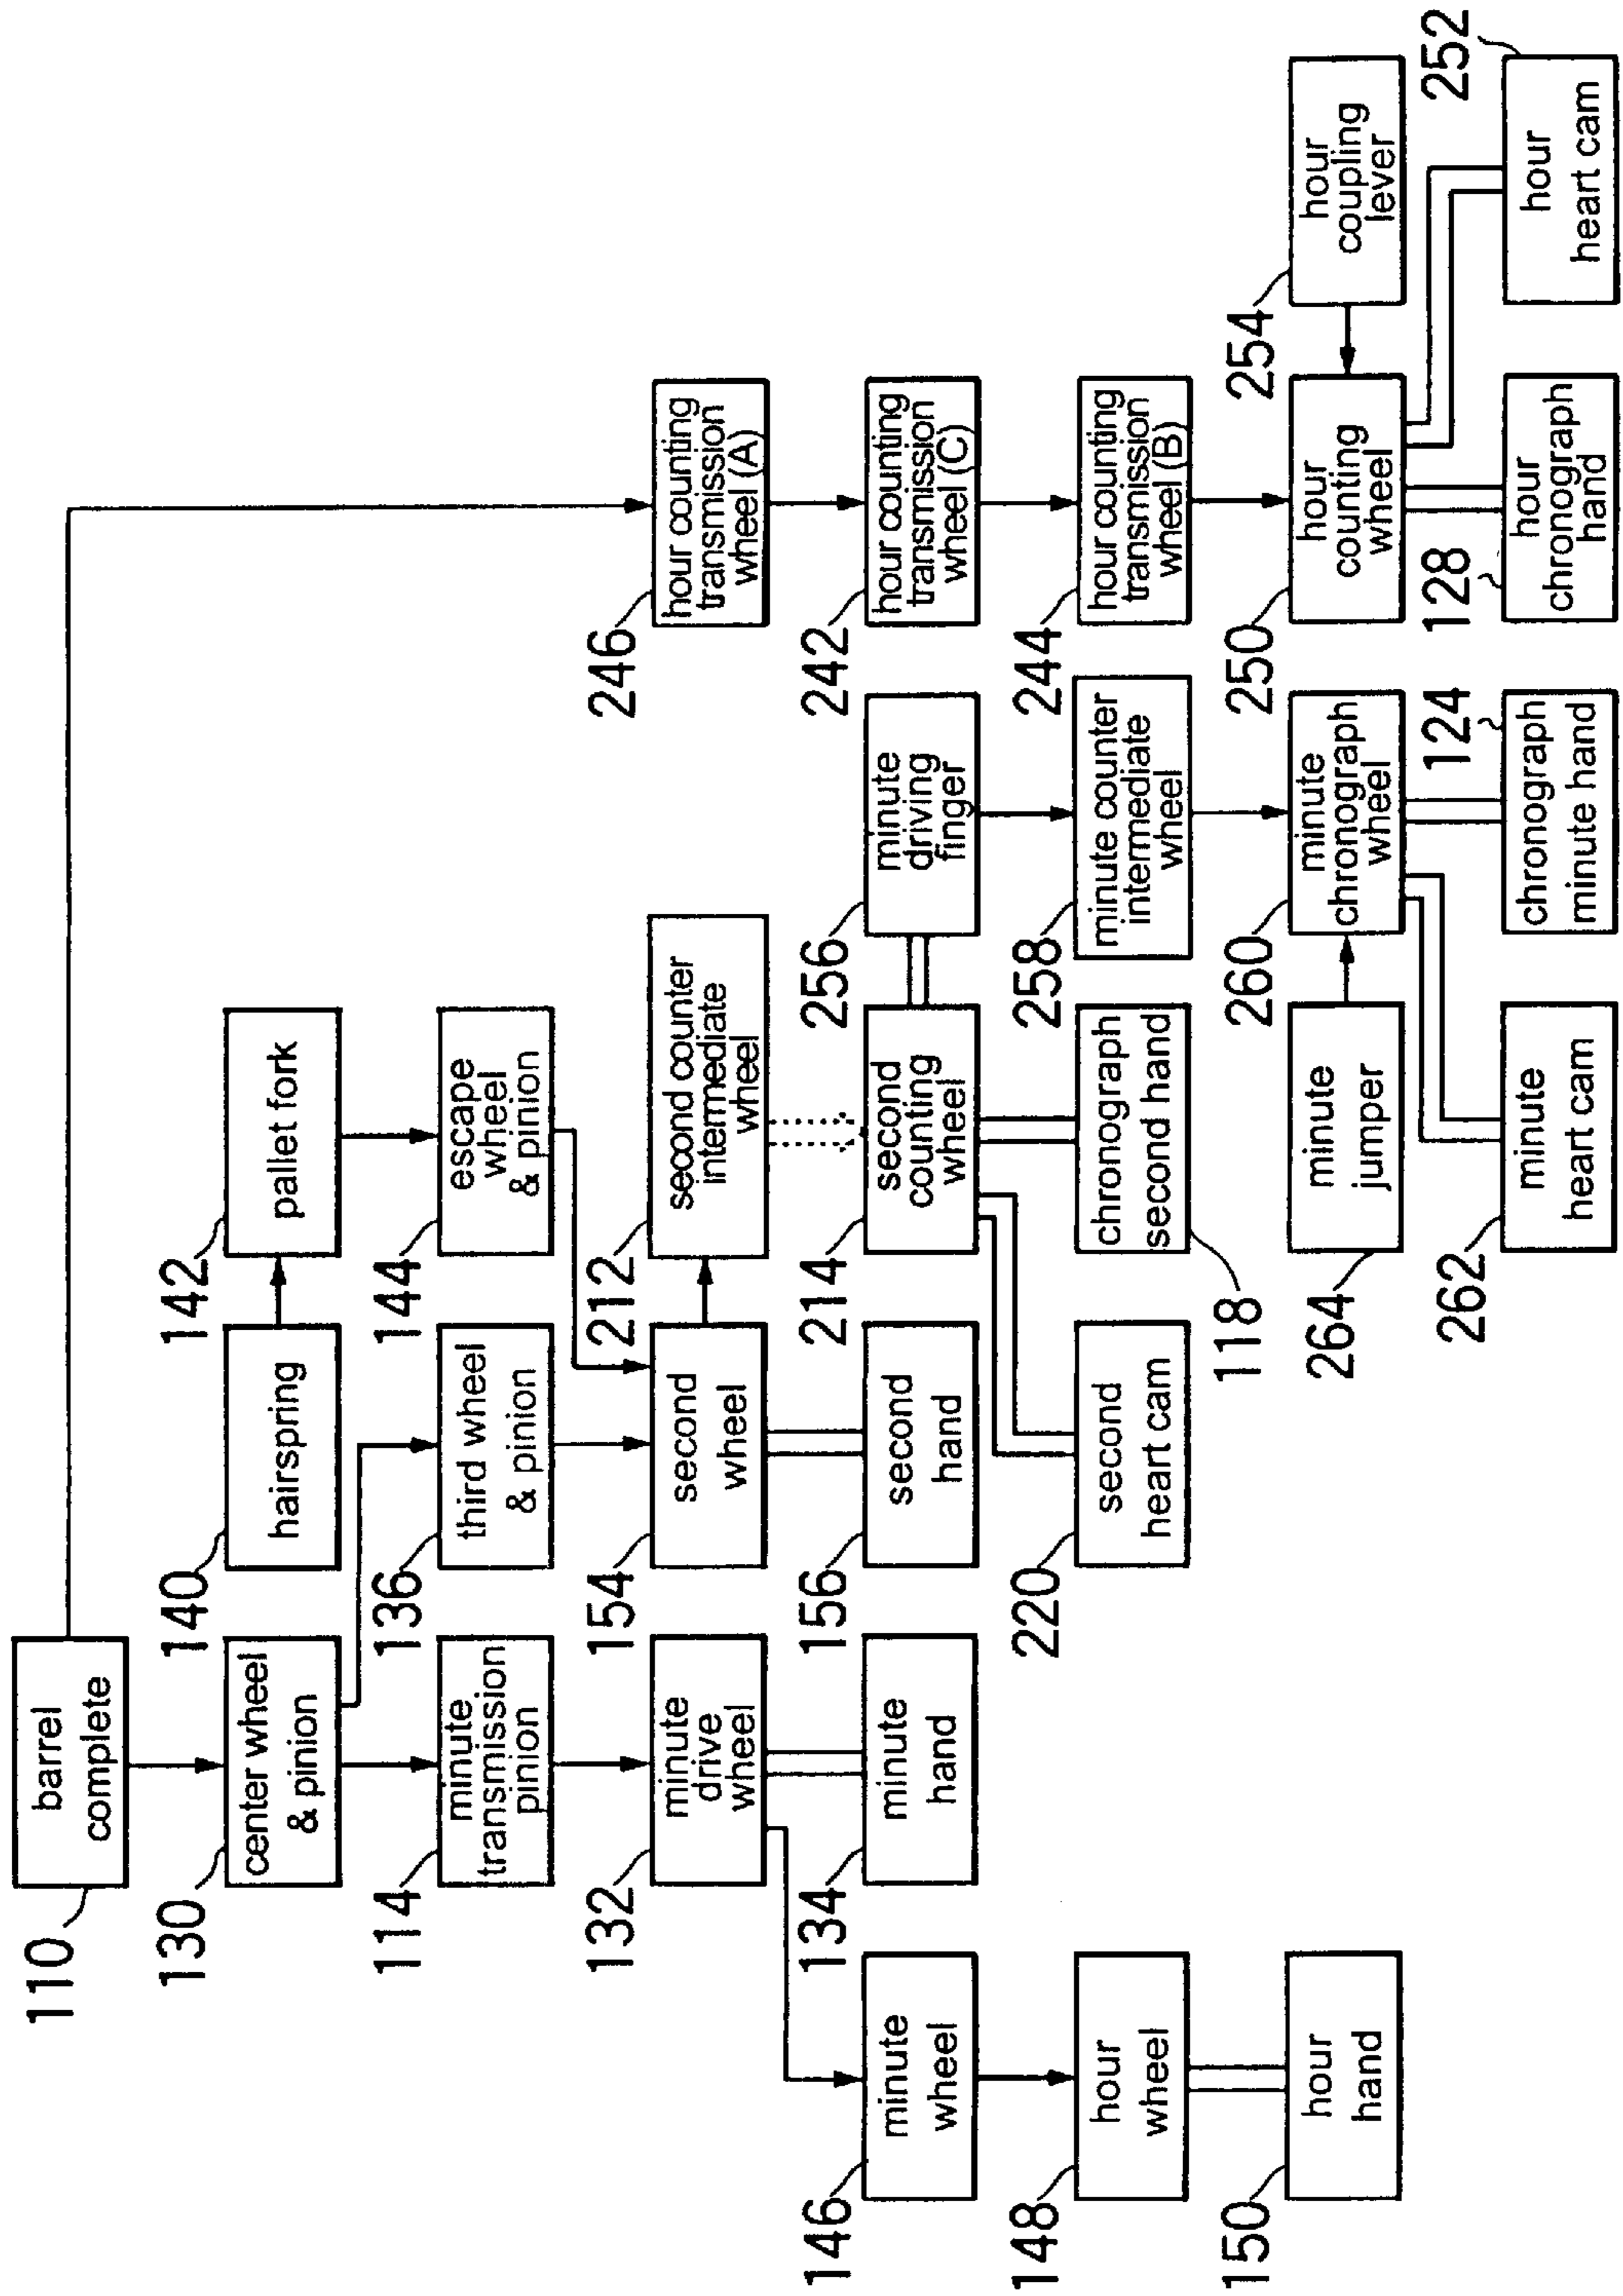 110
barrel
complete
130
center wheel
& pinion
140
hairspring
142
pallet fork
114
minute
transmission
pinion
136
third wheel
& pinion
144
escape
wheel
& pinion
132
minute
drive
wheel
154
second
wheel
212
second counter
intermediate
wheel
246
hour counting
transmission
wheel (A)
146
minute
wheel
134
minute
hand
156
second
hand
214
second
counting
wheel
256
minute
driving
finger
242
hour counting
transmission
wheel (C)
148
hour
wheel
220
second
heart cam
118
chronograph
second hand
258
minute counter
intermediate
wheel
244
hour counting
transmission
wheel (B)
150
hour
hand
264
minute
jumper
260
minute
chronograph
wheel
250
hour
counting
wheel
254
hour
coupling
lever
262
minute
heart cam
124
chronograph
minute hand
128
hour
chronograph
hand
252
hour
heart cam